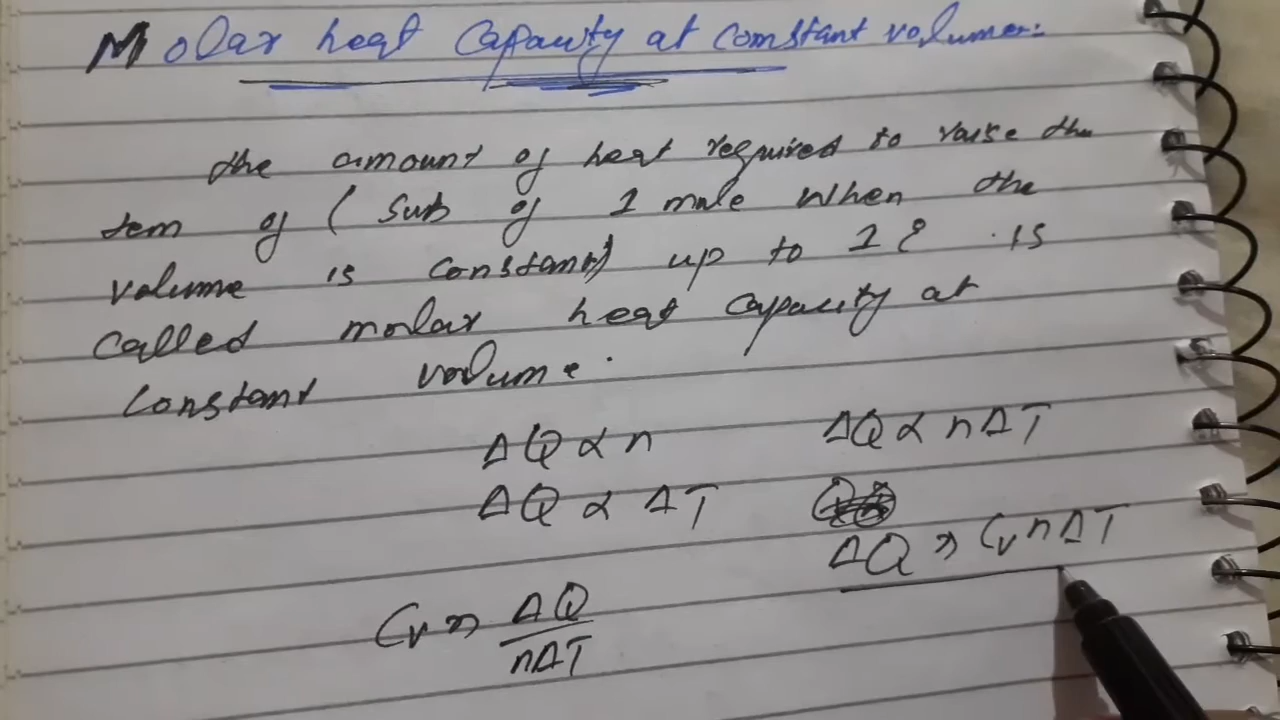 Molar heat Capacity at constant volume:
the amount of heat required to raise the
tem of (Sub of 1 mole when the
volume is constant) up to 1 is
called molar heat capacity at
Constant volume.
ΔQ ∝ n
ΔQ ∝ nΔT
ΔQ ∝ ΔT
ΔQ = CvnΔT
Cv = ΔQ
nΔT